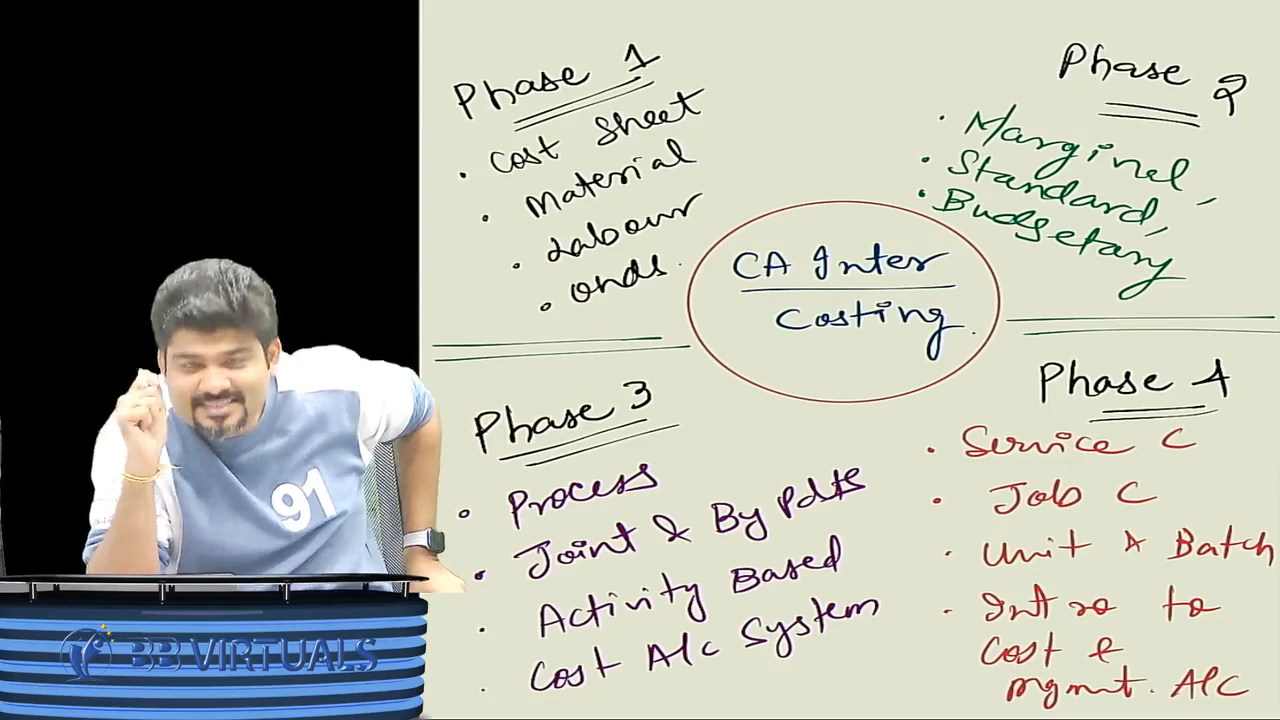 Phase 1
• Cost Sheet
• Material
• Labour
• OHds.
Phase 2
• Marginal,
• Standard,
• Budgetary
CA Inter
Costing.
Phase 3
• Process
• Joint & By Pdts
• Activity Based
• Cost A/c System
Phase 4
• Service C
• Job C
• Unit & Batch
• Intro to
Cost &
Mgmt. A/C
91
BB VIRTUALS